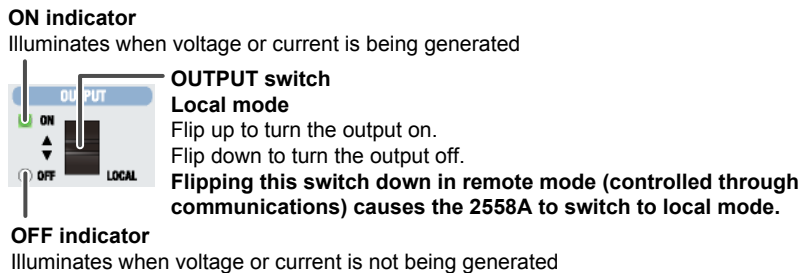 ON indicator
Illuminates when voltage or current is being generated
OUTPUT switch
OUTPUT
Local mode
ON
Flip up to turn the output on.
Flip down to turn the output off.
OFF
LOCAL
Flipping this switch down in remote mode (controlled through
communications) causes the 2558A to switch to local mode.
OFF indicator
Illuminates when voltage or current is not being generated